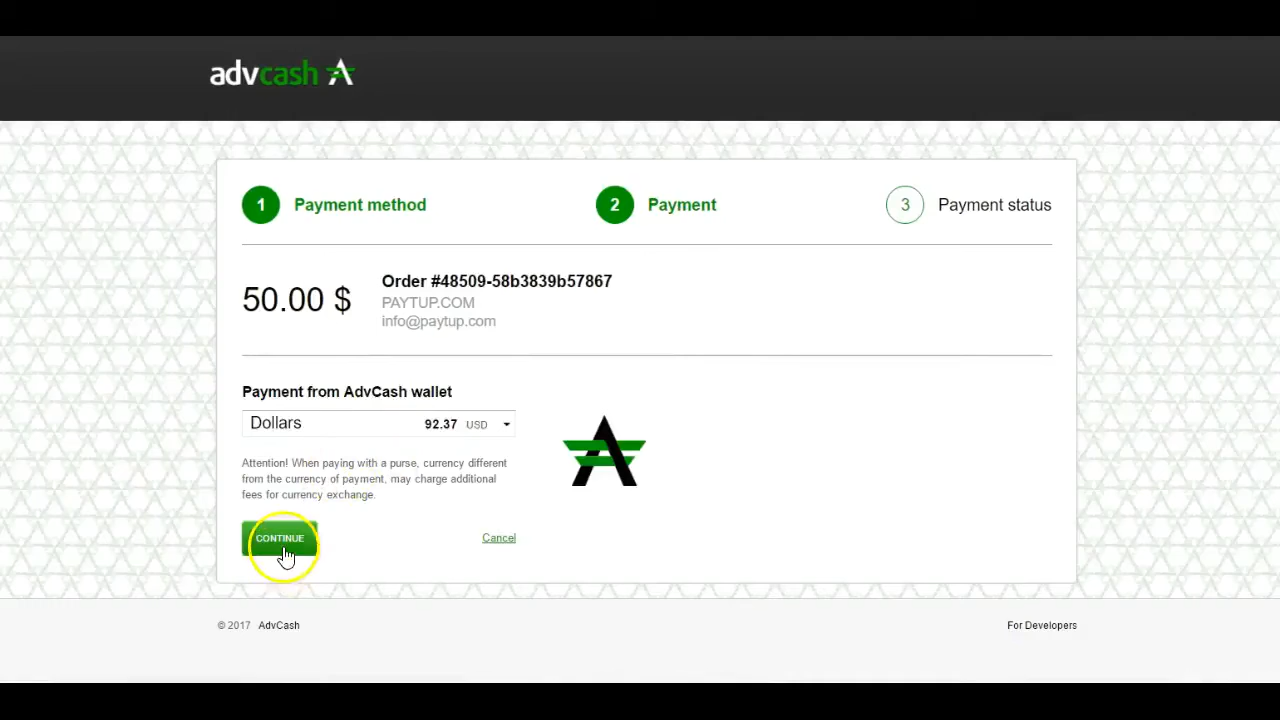 advcash
1 Payment method
2 Payment
3 Payment status
50.00 $
Order #48509-58b3839b57867
PAYTUP.COM
info@paytup.com
Payment from AdvCash wallet
Dollars 92.37 USD
Attention! When paying with a purse, currency different
from the currency of payment, may charge additional
fees for currency exchange.
CONTINUE
Cancel
© 2017 AdvCash
For Developers